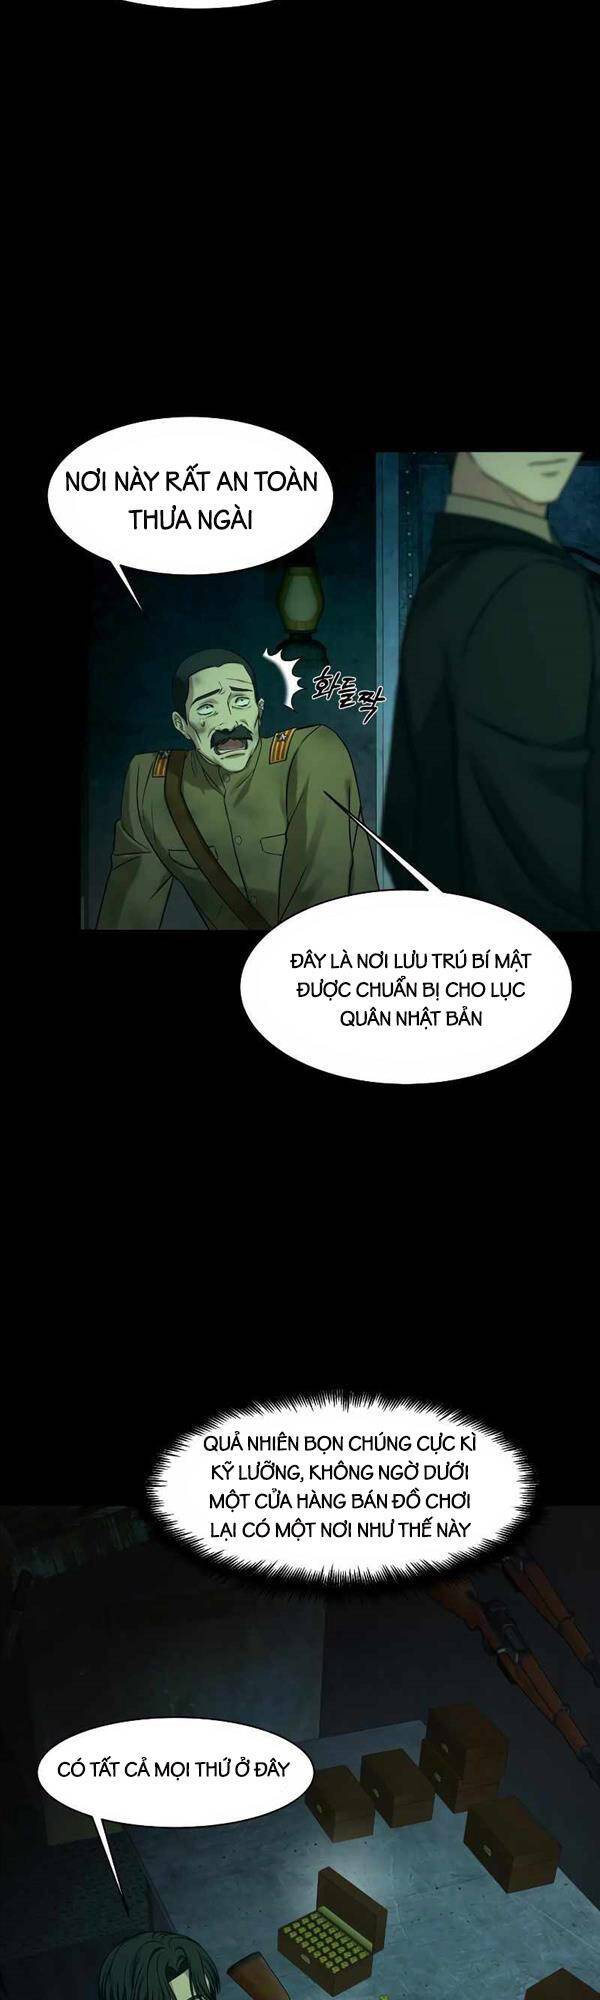 NƠI NÀY RẤT AN TOÀN
THƯA NGÀI
화들짝
ĐÂY LÀ NƠI LƯU TRÚ BÍ MẬT
ĐƯỢC CHUẨN BỊ CHO LỤC
QUÂN NHẬT BẢN
QUẢ NHIÊN BỌN CHÚNG CỰC KÌ
KỸ LƯỠNG, KHÔNG NGỜ DƯỚI
MỘT CỬA HÀNG BÁN ĐỒ CHƠI
LẠI CÓ MỘT NƠI NHƯ THẾ NÀY
CÓ TẤT CẢ MỌI THỨ Ở ĐÂY